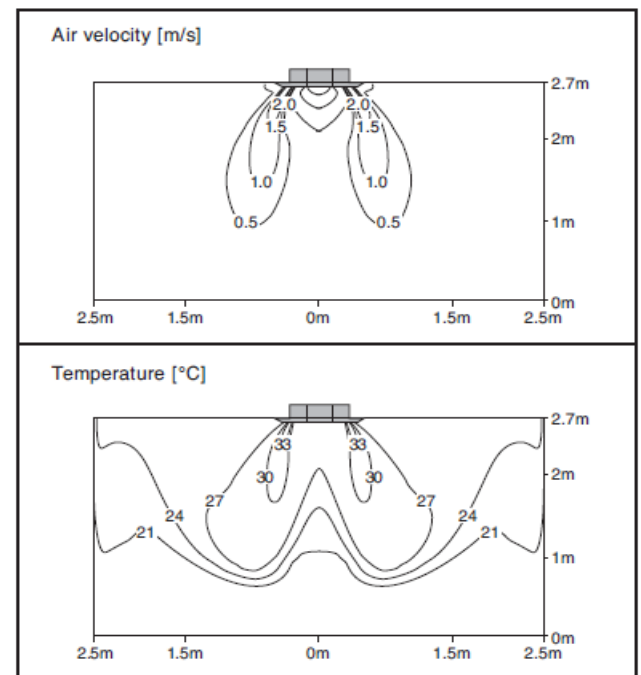 Air velocity [m/s]
2.7m
2.0 2.0
1.5 1.5
2m
1.0 1.0
0.5 0.5
1m
0m
2.5m 1.5m 0m 1.5m 2.5m
Temperature [°C]
2.7m
33 33
30 30
2m
27 27
24 24
21 21
1m
0m
2.5m 1.5m 0m 1.5m 2.5m